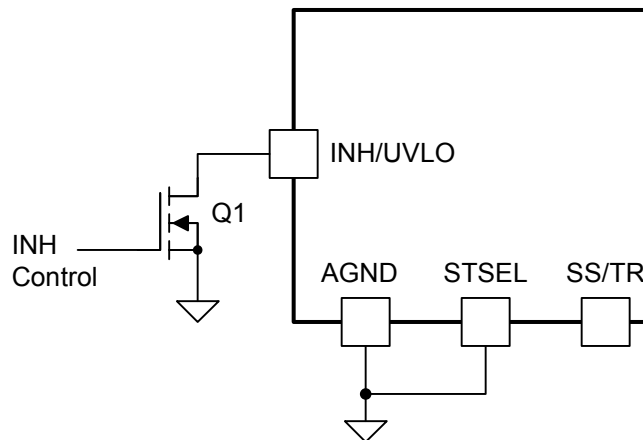 INH/UVLO
Q1
INH
Control
AGND
STSEL
SS/TR